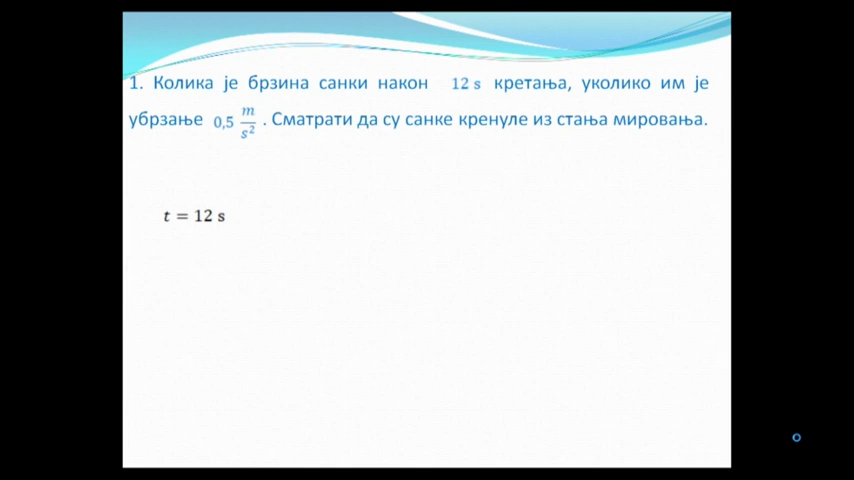 1. Колика је брзина санки након 12 s кретања, уколико им је
убрзање 0,5 m/s² . Сматрати да су санке кренуле из стања мировања.
t = 12 s